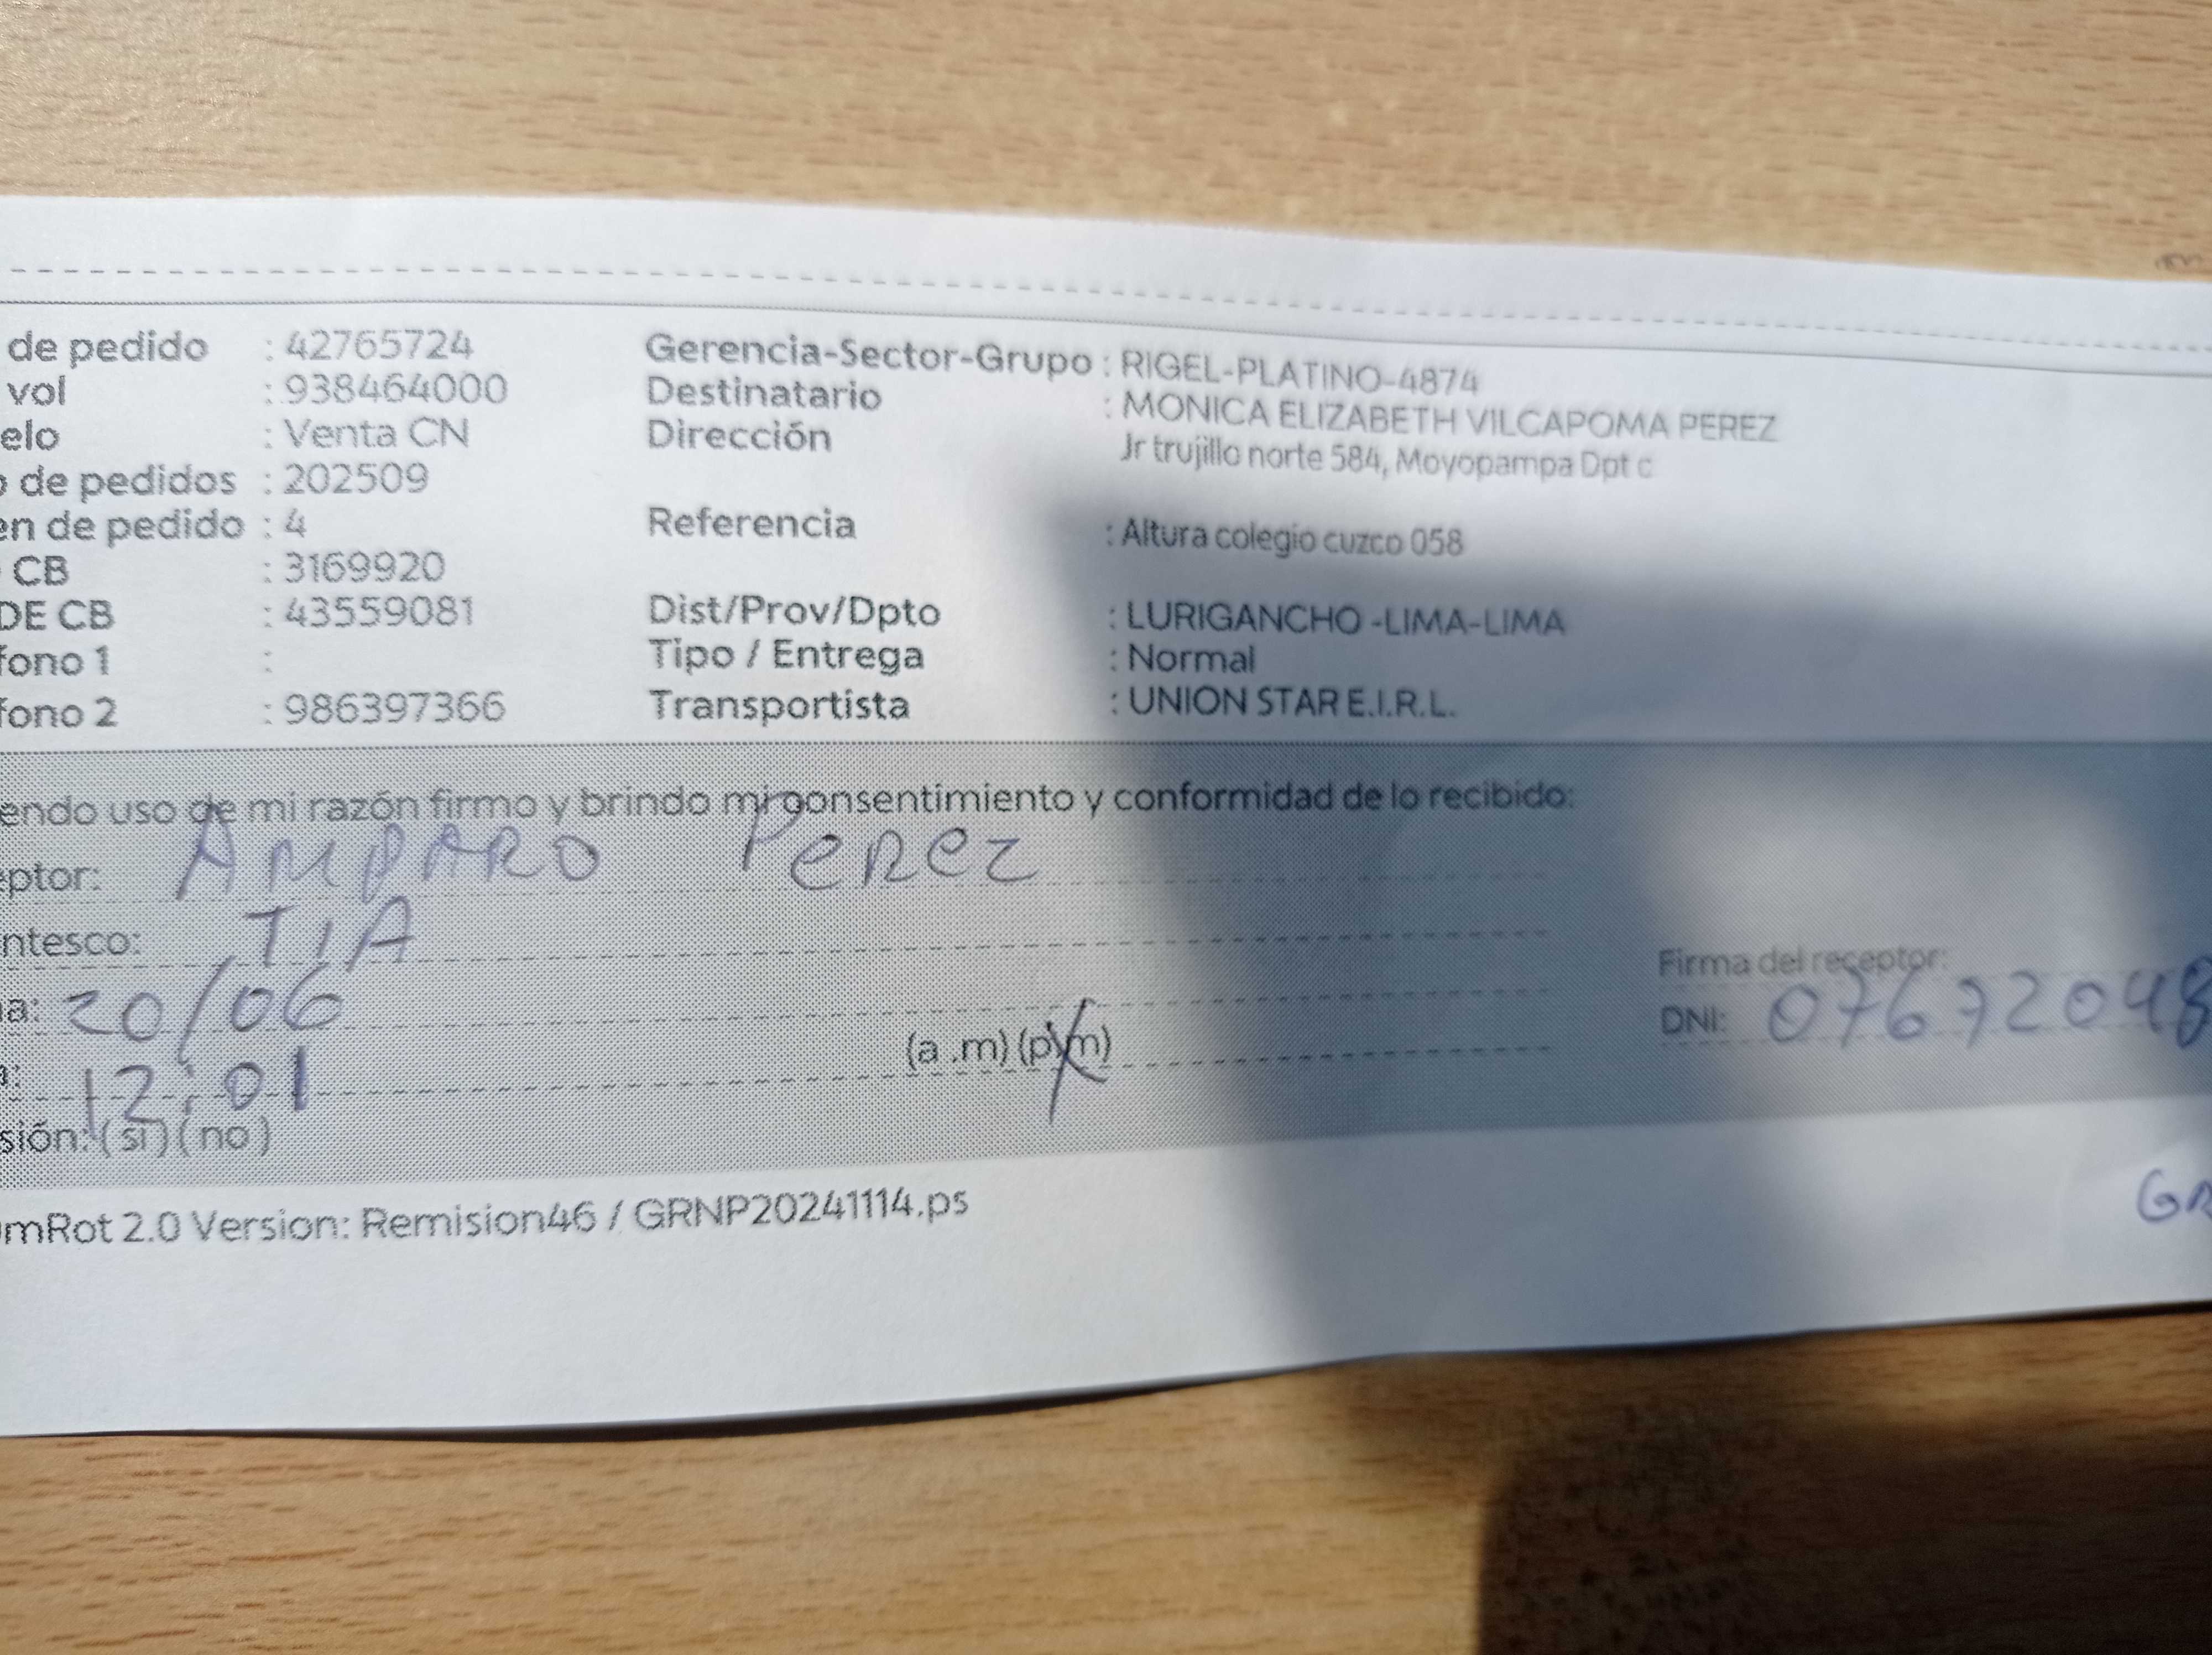 de pedido : 42765724 Gerencia-Sector-Grupo : RIGEL-PLATINO-4874
vol : 938464000 Destinatario : MONICA ELIZABETH VILCAPOMA PEREZ
elo : Venta CN Dirección Jr trujillo norte 584, Moyopampa Dpt c
o de pedidos : 202509
en de pedido : 4 Referencia : Altura colegio cuzco 058
CB : 3169920
DE CB : 43559081 Dist/Prov/Dpto : LURIGANCHO -LIMA-LIMA
fono 1 : Tipo / Entrega : Normal
fono 2 : 986397366 Transportista : UNION STAR E.I.R.L.
endo uso de mi razón firmo y brindo mi consentimiento y conformidad de lo recibido:
eptor: AMPARO PEREZ
ntesco: TIA
Firma del receptor:
a: 20/06
DNI: 07672048
a: 12:01 (a .m) (p.m)
sión: (si) (no)
GR
mRot 2.0 Version: Remision46 / GRNP20241114.ps